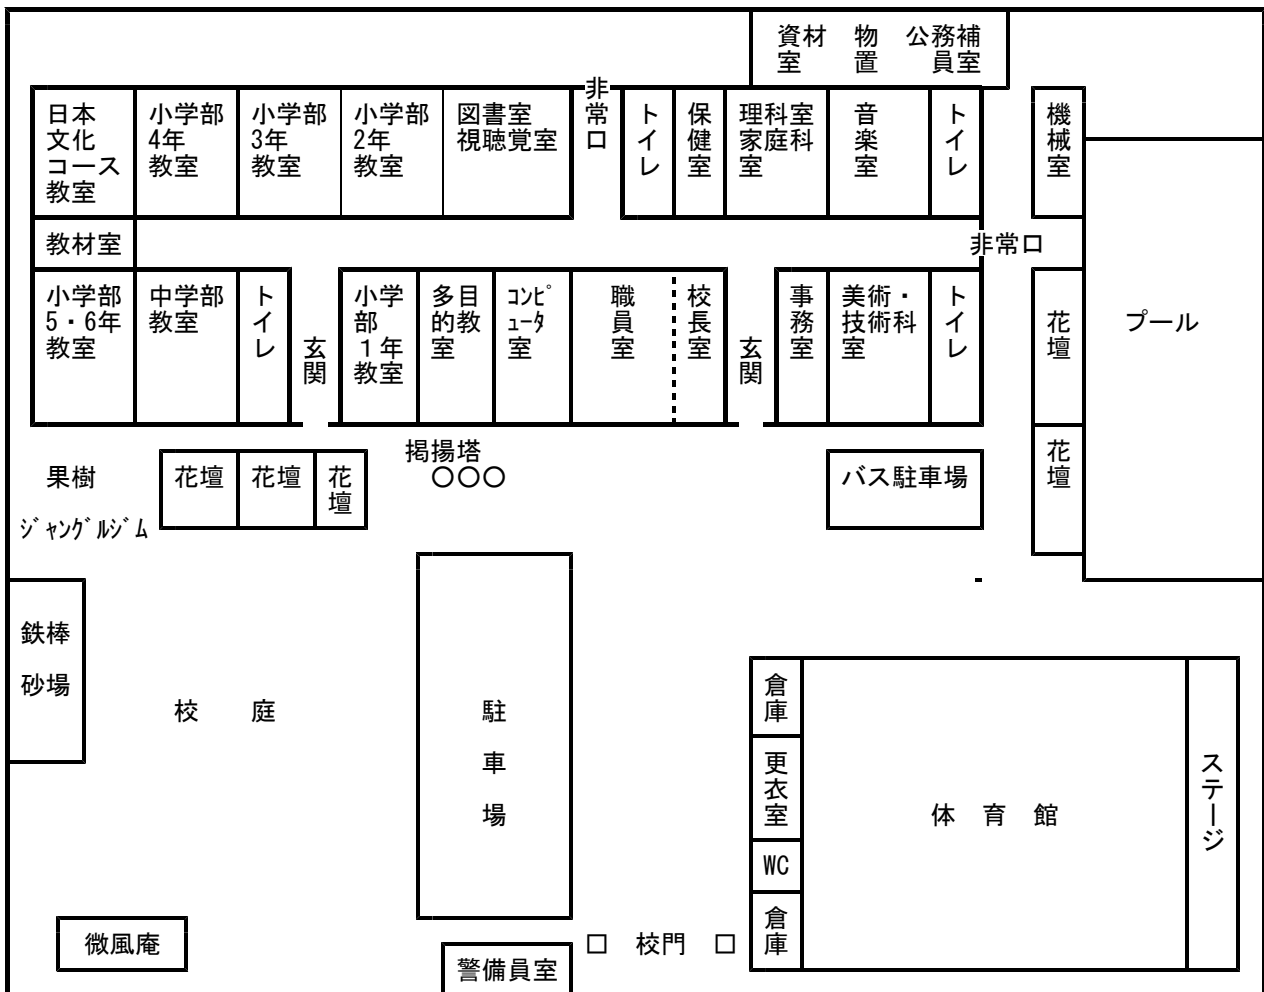 資材室
物置
公務補員室
日本文化コース教室
小学部4年教室
小学部3年教室
小学部2年教室
図書室視聴覚室
非常口
トイレ
保健室
理科室家庭科室
音楽室
トイレ
機械室
教材室
非常口
小学部5・6年教室
中学部教室
トイレ
玄関
小学部１年教室
多目的教室
ｺﾝﾋﾟｭｰﾀ室
職員室
校長室
玄関
事務室
美術・技術科室
トイレ
花壇
プール
果樹
花壇
花壇
花壇
掲揚塔
○○○
バス駐車場
花壇
ｼﾞｬﾝｸﾞﾙｼﾞﾑ
鉄棒
砂場
校　庭
駐車場
倉庫
更衣室
WC
倉庫
体育館
ステージ
微風庵
警備員室
□ 校門 □